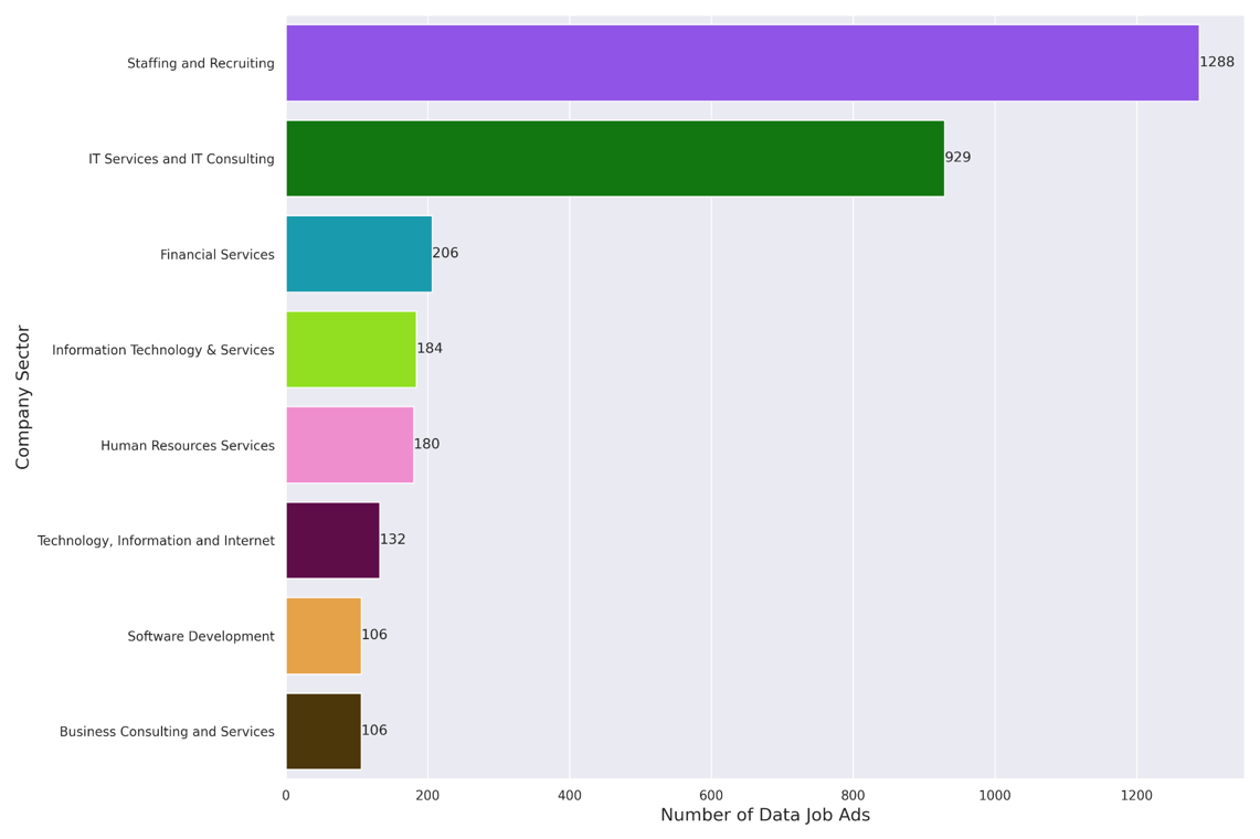 Staffing and Recruiting 1288
IT Services and IT Consulting 929
Financial Services 206
Information Technology & Services 184
Human Resources Services 180
Technology, Information and Internet 132
Software Development 106
Business Consulting and Services 106
Company Sector
0 200 400 600 800 1000 1200
Number of Data Job Ads